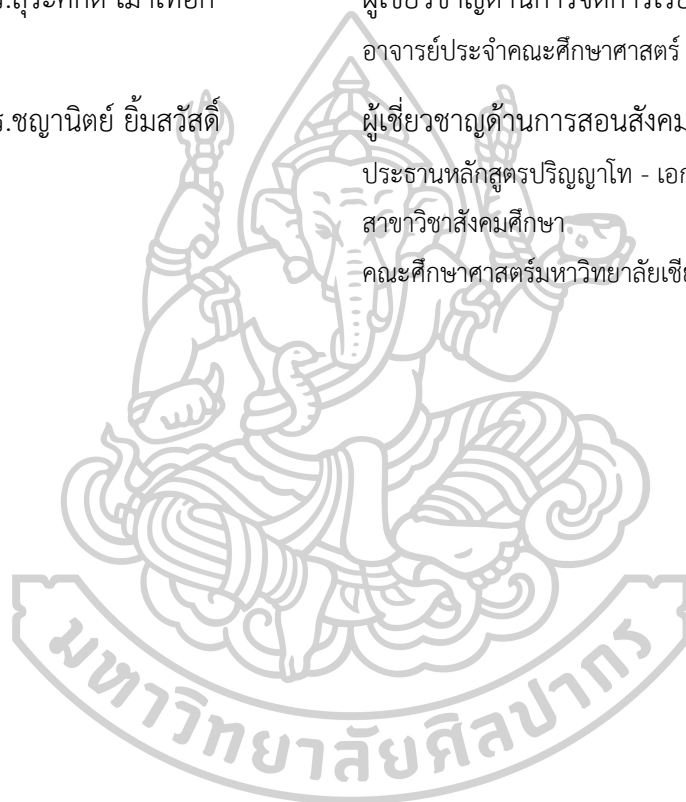 เมาเทือก ผู้เชี่ยวชาญด้านการจัดการเรีย
อาจารย์ประจำคณะศึกษาศาสตร์
ร.ชญานิตย์ ยิ้มสวัสดิ์ ผู้เชี่ยวชาญด้านการสอนสังคม
ประธานหลักสูตรปริญญาโท - เอก
สาขาวิชาสังคมศึกษา
คณะศึกษาศาสตร์มหาวิทยาลัยเชีย
มหาวิทยาลัยศิลปากร